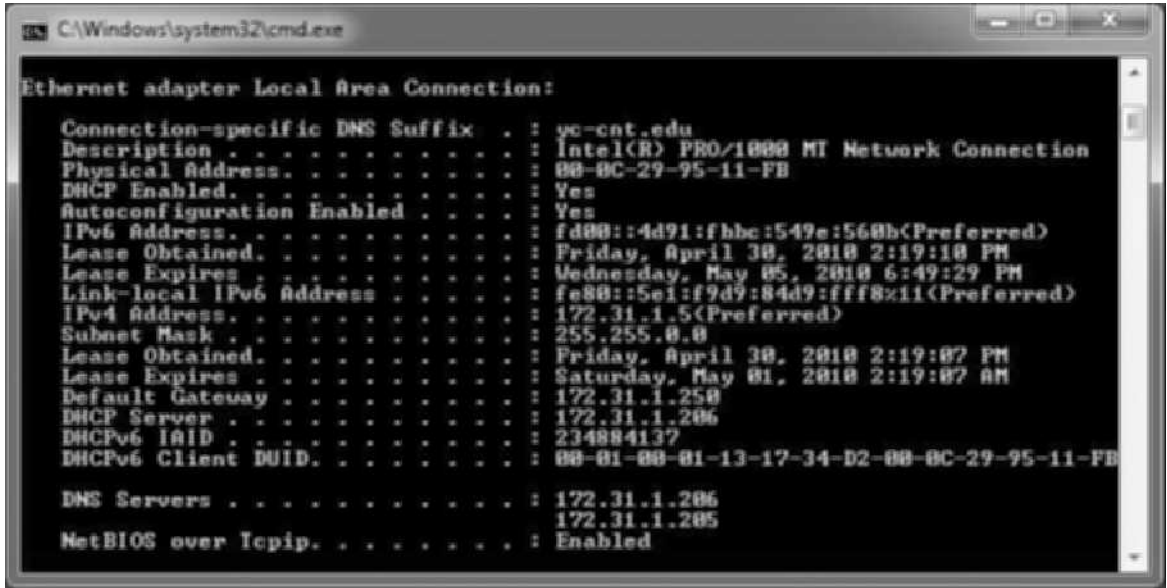 C:\Windows\system32\cmd.exe
Ethernet adapter Local Area Connection:
Connection-specific DNS Suffix . : yc-cnt.edu
Description . . . . . . . . . . . : Intel(R) PRO/1000 MT Network Connection
Physical Address. . . . . . . . . : 00-0C-29-95-11-FB
DHCP Enabled. . . . . . . . . . . : Yes
Autoconfiguration Enabled . . . . : Yes
IPv6 Address. . . . . . . . . . . : fd00::4d91:fbbc:549e:560b(Preferred)
Lease Obtained. . . . . . . . . . : Friday, April 30, 2010 2:19:10 PM
Lease Expires . . . . . . . . . . : Wednesday, May 05, 2010 6:49:29 PM
Link-local IPv6 Address . . . . . : fe80::5e1:f9d9:84d9:fff8%11(Preferred)
IPv4 Address. . . . . . . . . . . : 172.31.1.5(Preferred)
Subnet Mask . . . . . . . . . . . : 255.255.0.0
Lease Obtained. . . . . . . . . . : Friday, April 30, 2010 2:19:07 PM
Lease Expires . . . . . . . . . . : Saturday, May 01, 2010 2:19:07 AM
Default Gateway . . . . . . . . . : 172.31.1.250
DHCP Server . . . . . . . . . . . : 172.31.1.206
DHCPv6 IAID . . . . . . . . . . . : 234884137
DHCPv6 Client DUID. . . . . . . . : 00-01-00-01-13-17-34-D2-00-0C-29-95-11-FB
DNS Servers . . . . . . . . . . . : 172.31.1.206
172.31.1.205
NetBIOS over Tcpip. . . . . . . . : Enabled